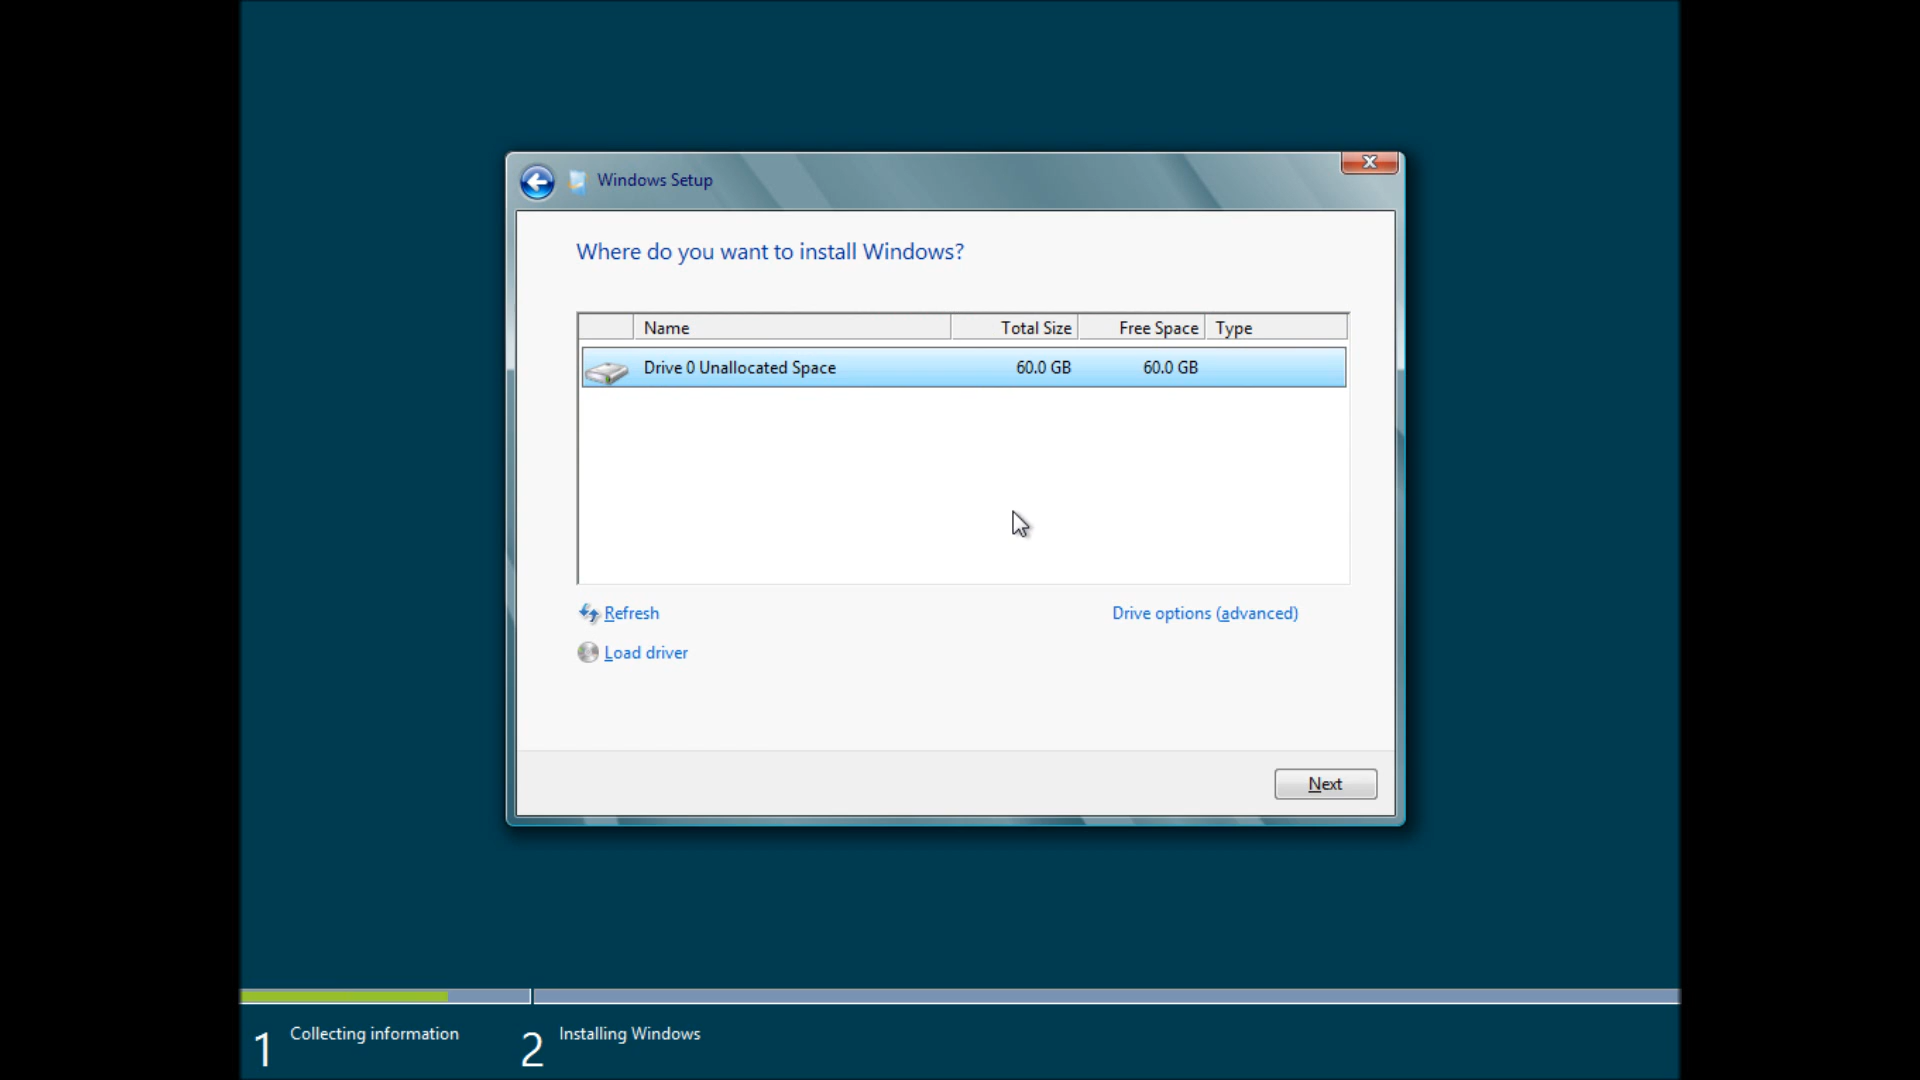 Windows Setup
Where do you want to install Windows?
Name Total Size Free Space Type
Drive 0 Unallocated Space 60.0 GB 60.0 GB
Refresh Drive options (advanced)
Load driver
Next
1 Collecting information 2 Installing Windows